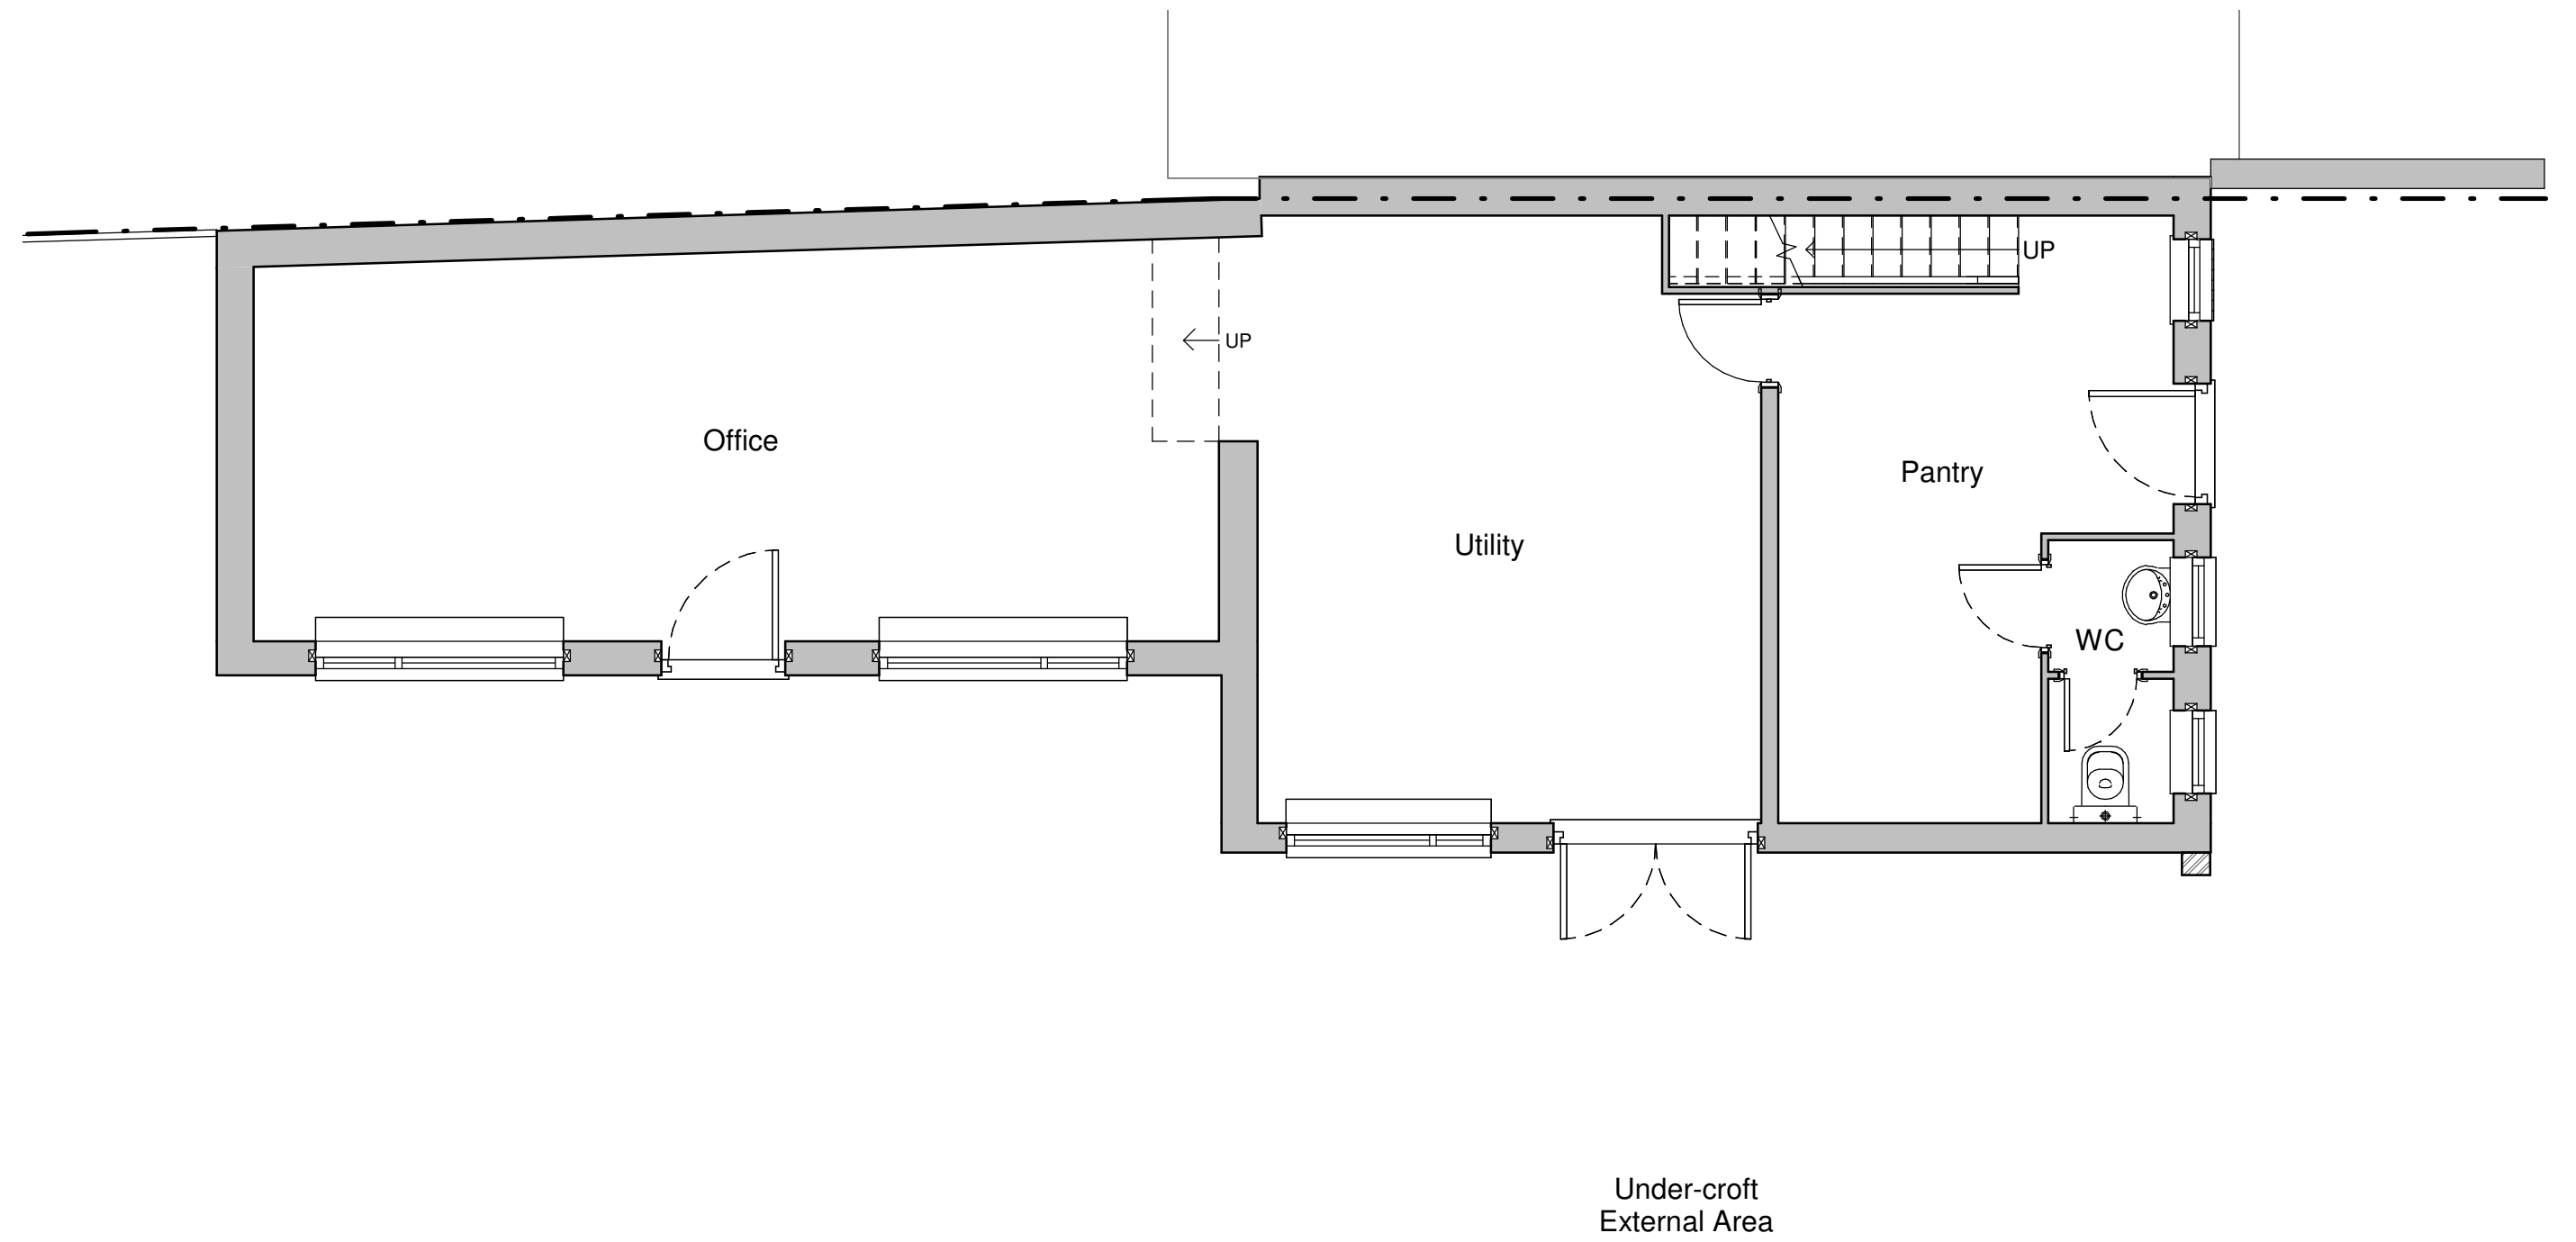 UP
UP
Office
Pantry
Utility
WC
Under-croft
External Area